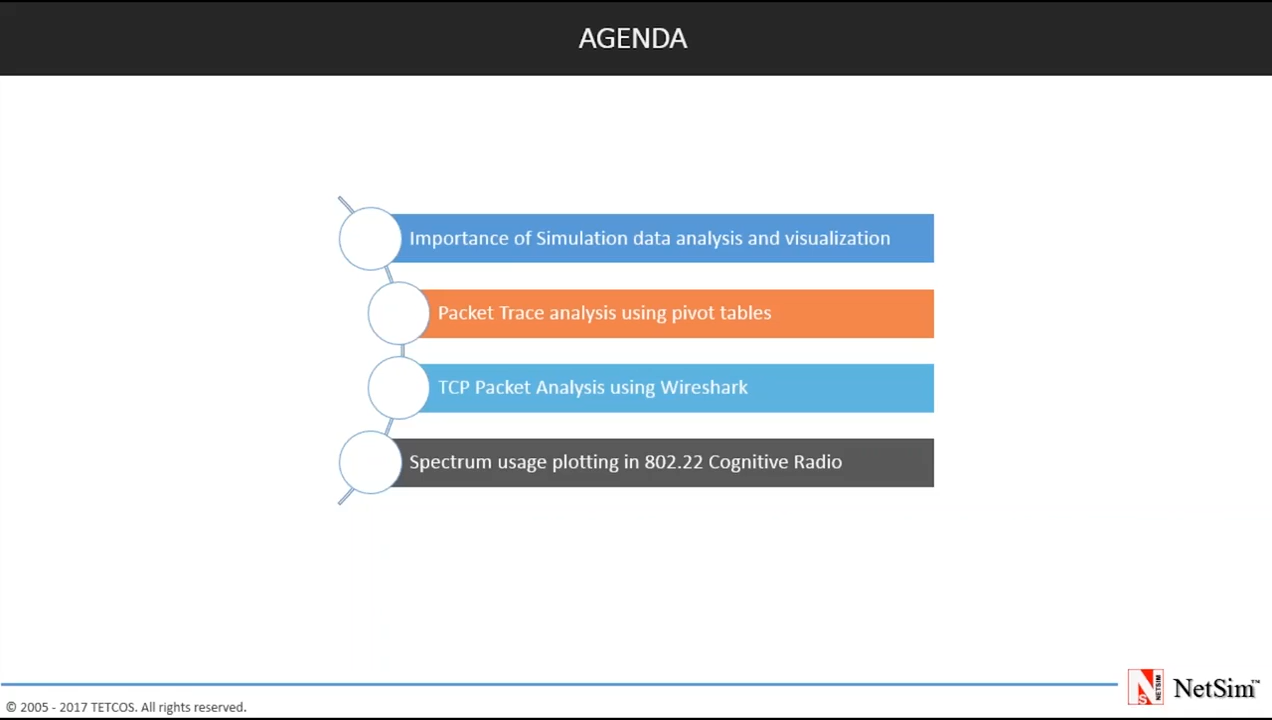 AGENDA
Importance of Simulation data analysis and visualization
Packet Trace analysis using pivot tables
TCP Packet Analysis using Wireshark
Spectrum usage plotting in 802.22 Cognitive Radio
NETSIM
NetSim™
© 2005 - 2017 TETCOS. All rights reserved.